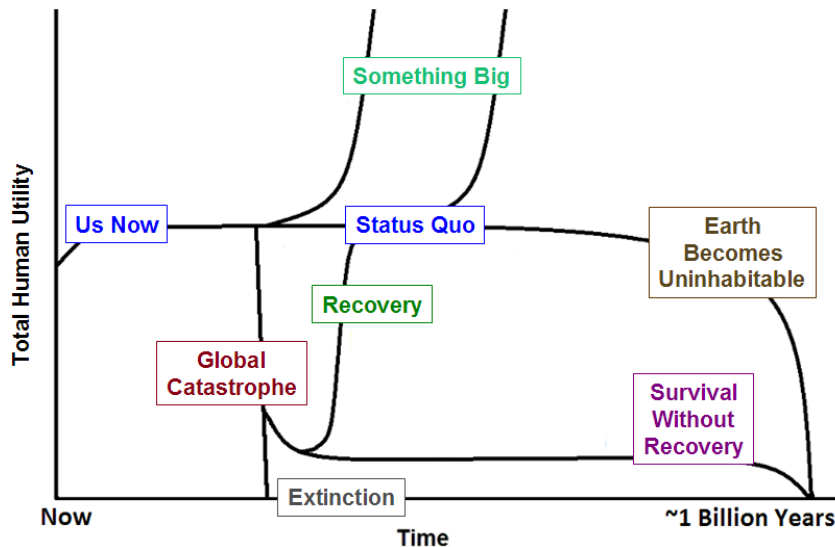 Something Big
Us Now
Status Quo
Earth
Becomes
Uninhabitable
Recovery
Global
Catastrophe
Survival
Without
Recovery
Extinction
Total Human Utility
Now
Time
~1 Billion Years